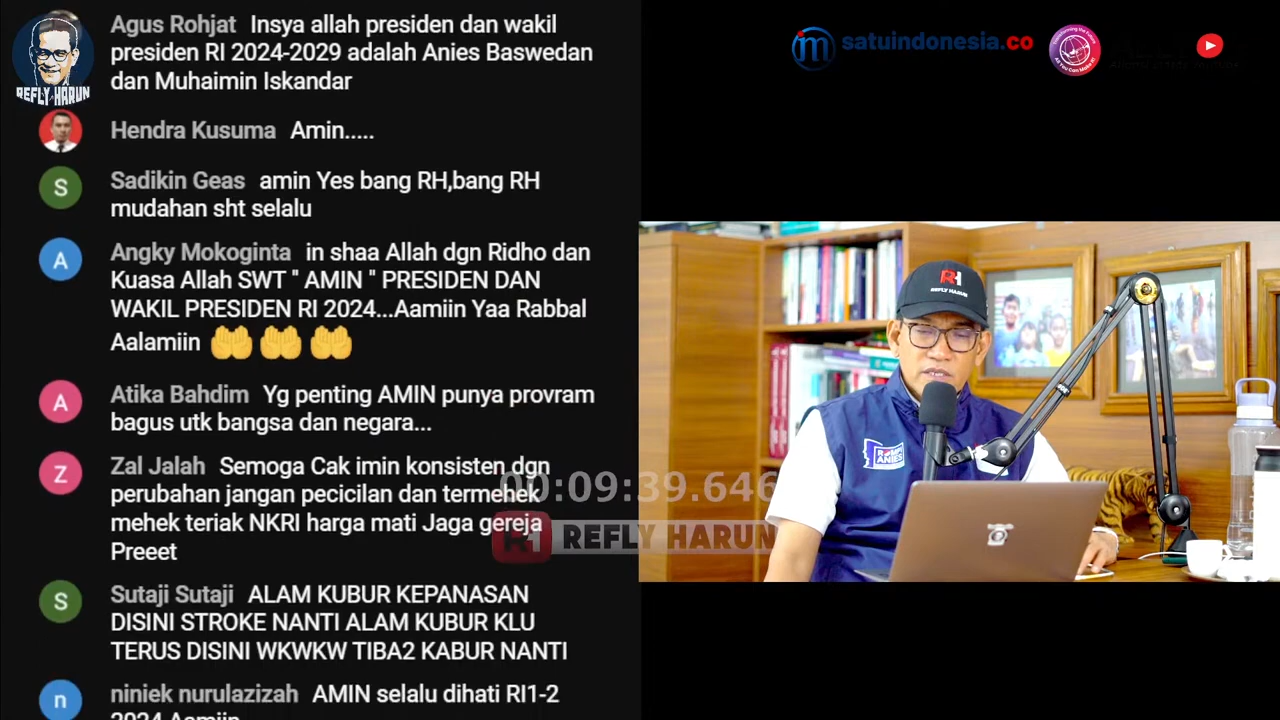 Agus Rohjat Insya allah presiden dan wakil
presiden RI 2024-2029 adalah Anies Baswedan
dan Muhaimin Iskandar
Hendra Kusuma Amin.....
S Sadikin Geas amin Yes bang RH,bang RH
mudahan sht selalu
A Angky Mokoginta in shaa Allah dgn Ridho dan
Kuasa Allah SWT " AMIN " PRESIDEN DAN
WAKIL PRESIDEN RI 2024...Aamiin Yaa Rabbal
Aalamiin 🤲 🤲 🤲
A Atika Bahdim Yg penting AMIN punya provram
bagus utk bangsa dan negara...
Z Zal Jalah Semoga Cak imin konsisten dgn
perubahan jangan pecicilan dan termehek
mehek teriak NKRI harga mati Jaga gereja
Preeet
S Sutaji Sutaji ALAM KUBUR KEPANASAN
DISINI STROKE NANTI ALAM KUBUR KLU
TERUS DISINI WKWKW TIBA2 KABUR NANTI
n niniek nurulazizah AMIN selalu dihati RI1-2
2024 Aamiin
REFLY HARUN
satuindonesia.co
00:09:39.646
RH REFLY HARUN
RH
REFLY HARUN
ANIES